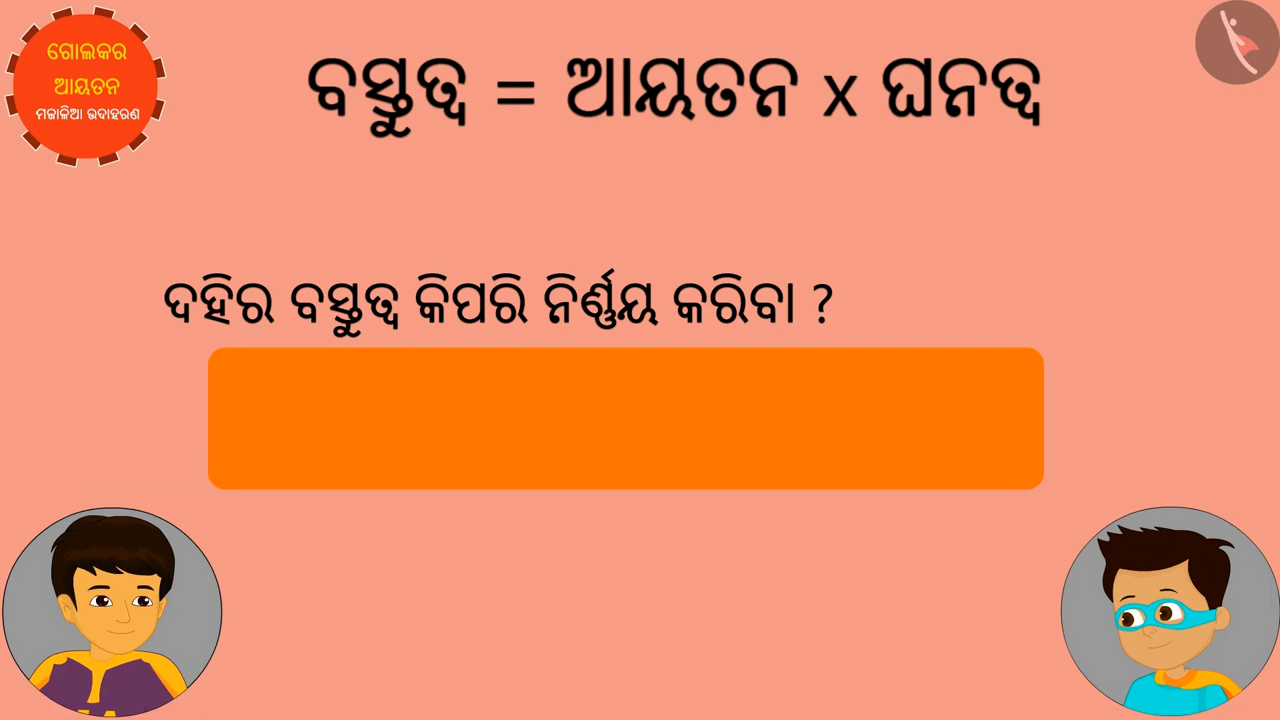 ଗୋଲକର
ଆୟତନ
ମଜାଳିଆ ଉଦାହରଣ
ବସ୍ତୁତ୍ୱ = ଆୟତନ x ଘନତ୍ୱ
ଦହିର ବସ୍ତୁତ୍ୱ କିପରି ନିର୍ଣ୍ଣୟ କରିବା ?